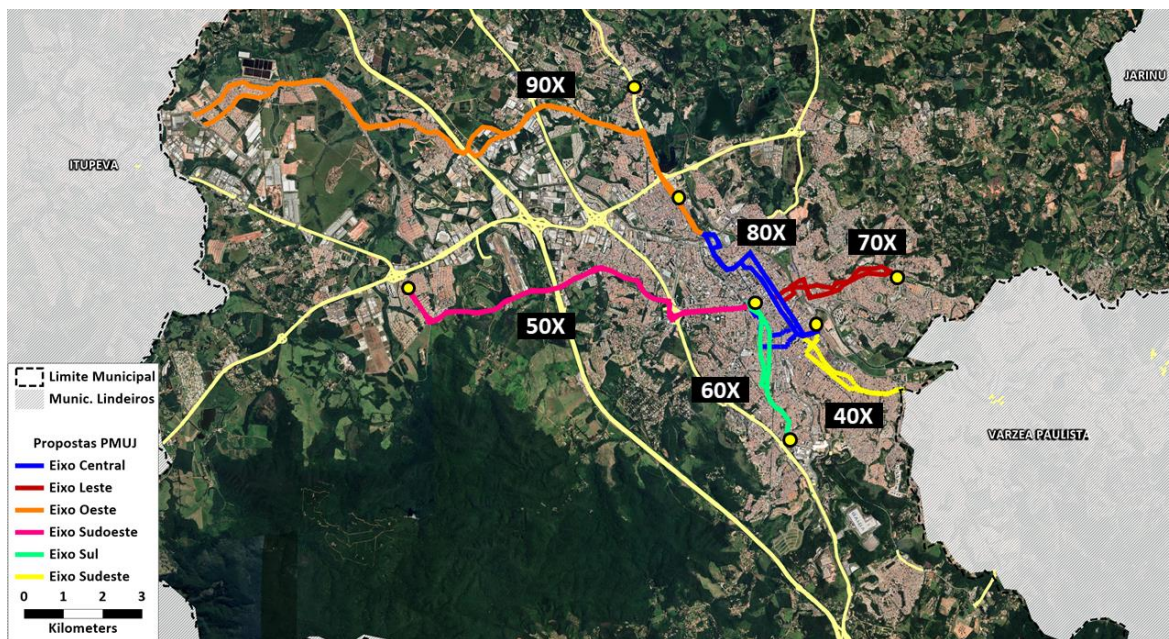 90X
JARINU
ITUPEVA
80X
70X
50X
60X
40X
VARZEA PAULISTA
Limite Municipal
Munic. Lindeiros
Propostas PMUJ
Eixo Central
Eixo Leste
Eixo Oeste
Eixo Sudoeste
Eixo Sul
Eixo Sudeste
0 1 2 3
Kilometers